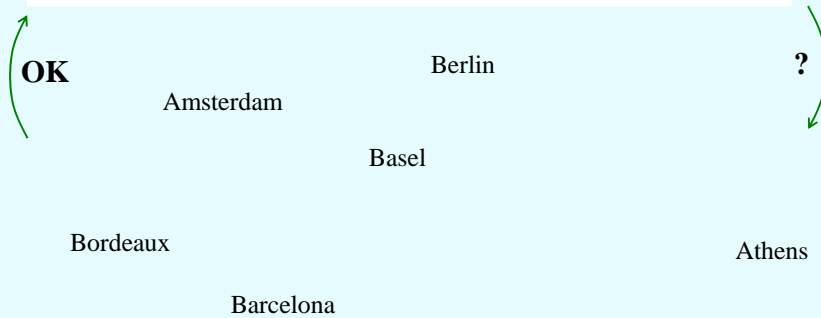 OK
Berlin
?
Amsterdam
Basel
Bordeaux
Athens
Barcelona